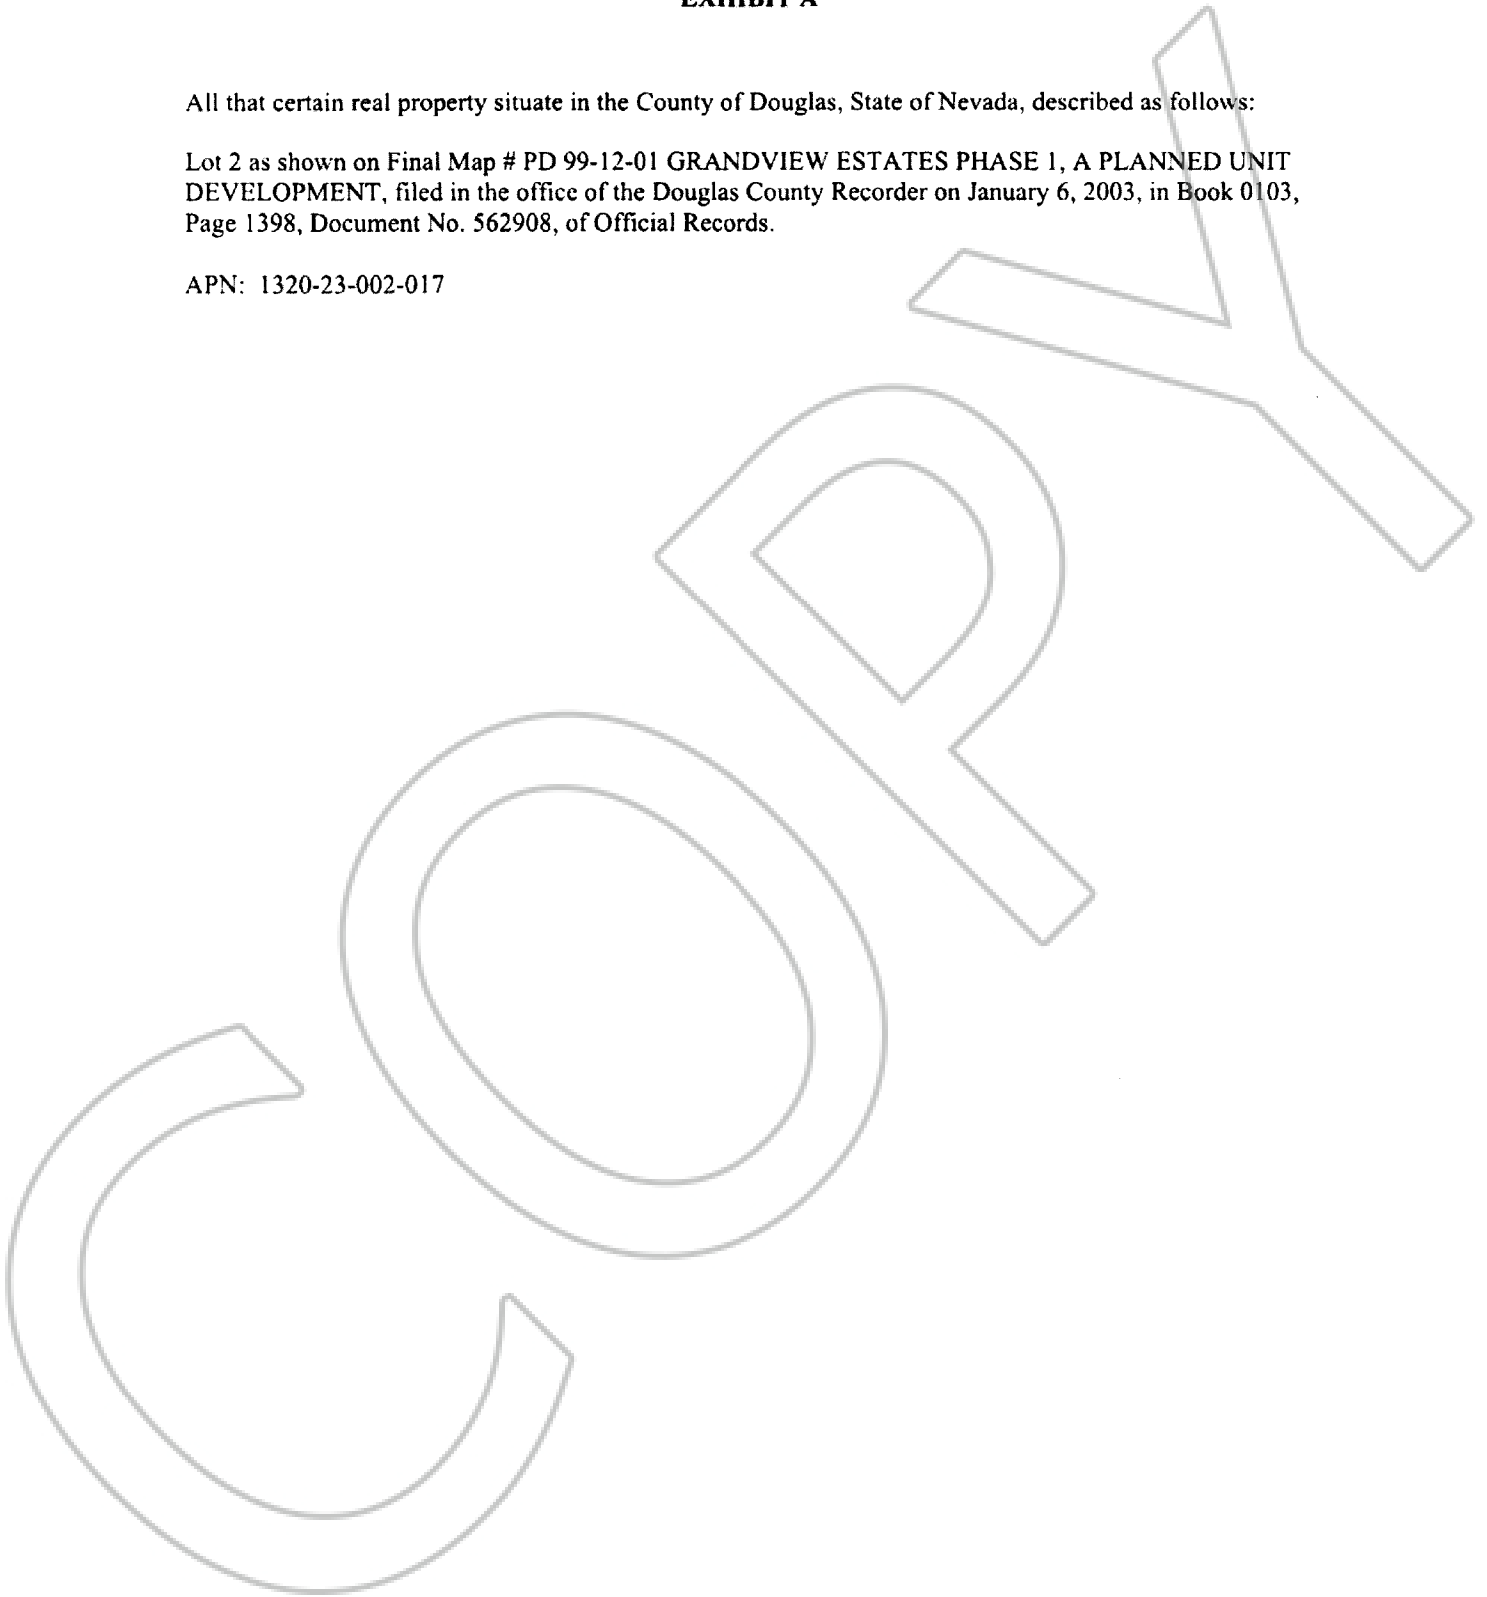 EXHIBIT A
All that certain real property situate in the County of Douglas, State of Nevada, described as follows:
Lot 2 as shown on Final Map # PD 99-12-01 GRANDVIEW ESTATES PHASE 1, A PLANNED UNIT
DEVELOPMENT, filed in the office of the Douglas County Recorder on January 6, 2003, in Book 0103,
Page 1398, Document No. 562908, of Official Records.
APN: 1320-23-002-017
COPY